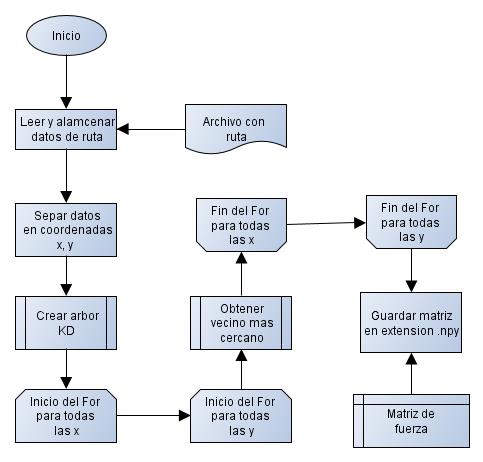 Inicio
Leer y alamcenar
datos de ruta
Archivo con
ruta
Separ datos
en coordenadas
x, y
Crear arbor
KD
Inicio del For
para todas
las x
Inicio del For
para todas
las y
Obtener
vecino mas
cercano
Fin del For
para todas
las x
Fin del For
para todas
las y
Guardar matriz
en extension .npy
Matriz de
fuerza